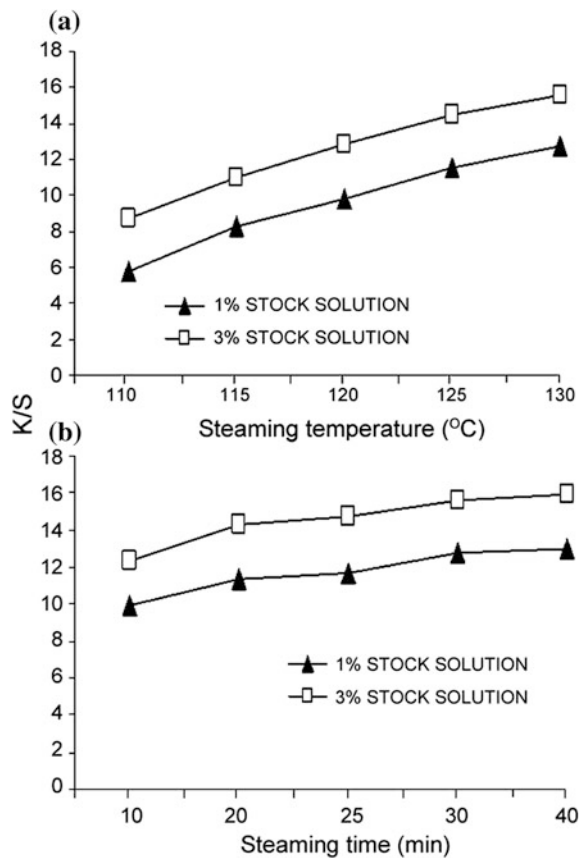 (a)
18
16
14
12
10
8
6
4
2
0
1% STOCK SOLUTION
3% STOCK SOLUTION
110 115 120 125 130
Steaming temperature (OC)
K/S
(b)
18
16
14
12
10
8
6
4
2
0
1% STOCK SOLUTION
3% STOCK SOLUTION
10 20 25 30 40
Steaming time (min)